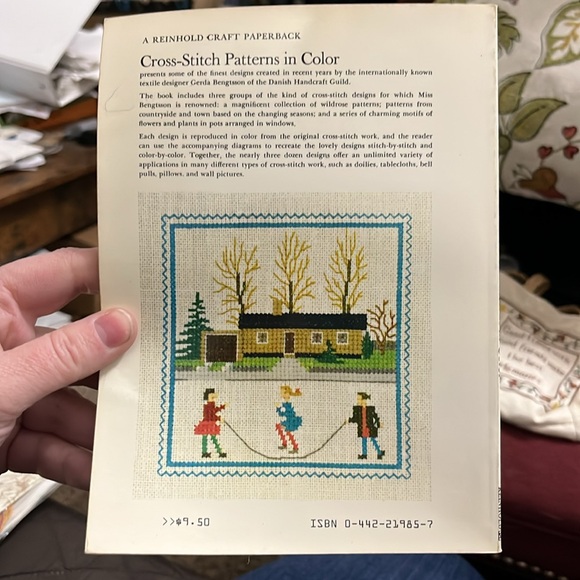 A REINHOLD CRAFT PAPERBACK
Cross-Stitch Patterns in Color
presents some of the finest designs created in recent years by the internationally known
textile designer Gerda Bengtsson of the Danish Handcraft Guild.
The book includes three groups of the kind of cross-stitch designs for which Miss
Bengtsson is renowned: a magnificent collection of wildrose patterns; patterns from
countryside and town based on the changing seasons; and a series of charming motifs of
flowers and plants in pots arranged in windows.
Each design is reproduced in color from the original cross-stitch work, and the reader
can use the accompanying diagrams to recreate the lovely designs stitch-by-stitch and
color-by-color. Together, the nearly three dozen designs offer an unlimited variety of
applications in many different types of cross-stitch work, such as doilies, tablecloths, bell
pulls, pillows, and wall pictures.
>>$9.50
ISBN 0-442-21985-7